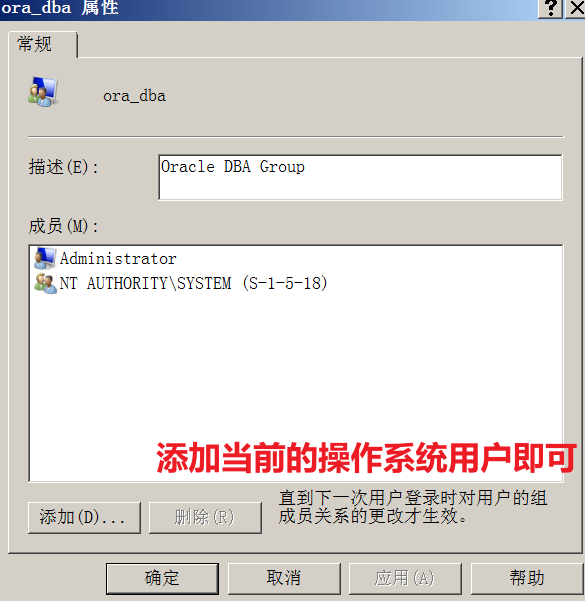 ora_dba 属性
常规
ora_dba
描述(E):
Oracle DBA Group
成员(M):
Administrator
NT AUTHORITY\SYSTEM (S-1-5-18)
添加当前的操作系统用户即可
添加(D)...
删除(R)
直到下一次用户登录时对用户的组
成员关系的更改才生效。
确定
取消
应用(A)
帮助